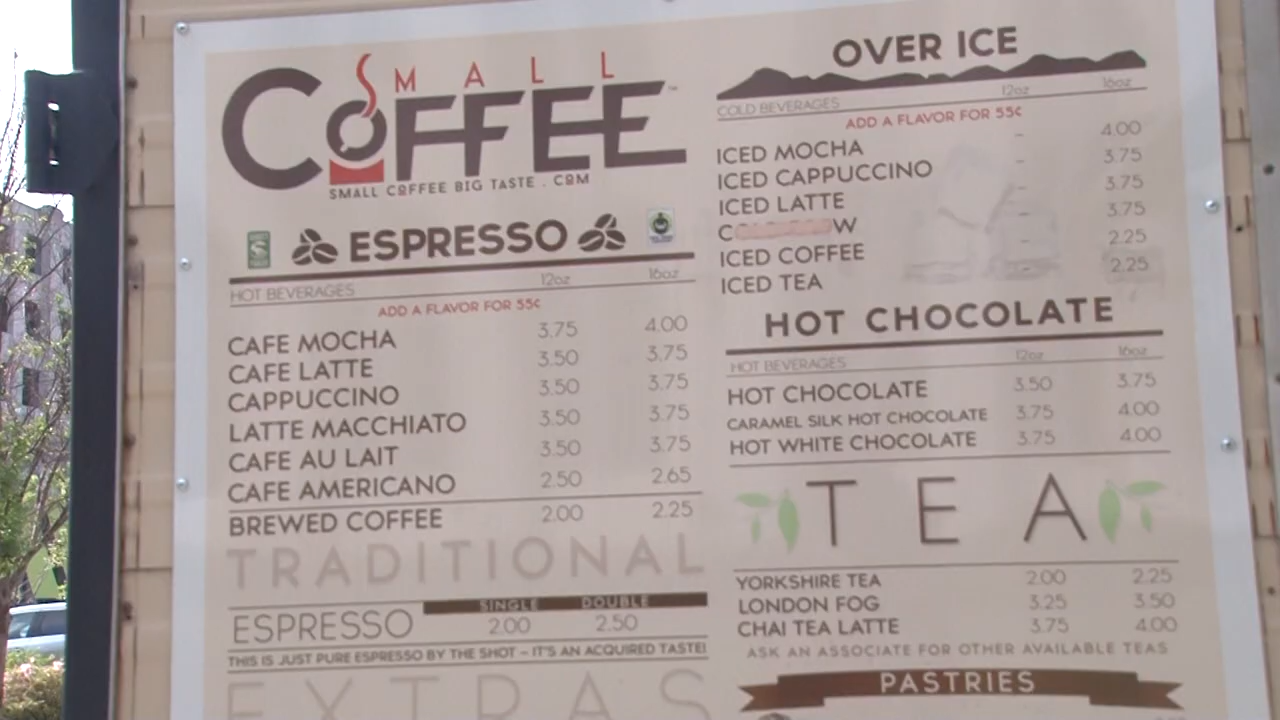 SMALL
COFFEE™
SMALL COFFEE BIG TASTE . COM
ESPRESSO
HOT BEVERAGES 12oz 16oz
ADD A FLAVOR FOR 55¢
CAFE MOCHA 3.75 4.00
CAFE LATTE 3.50 3.75
CAPPUCCINO 3.50 3.75
LATTE MACCHIATO 3.50 3.75
CAFE AU LAIT 3.50 3.75
CAFE AMERICANO 2.50 2.65
BREWED COFFEE 2.00 2.25
TRADITIONAL
SINGLE DOUBLE
ESPRESSO 2.00 2.50
THIS IS JUST PURE ESPRESSO BY THE SHOT - IT'S AN ACQUIRED TASTE!
EXTRAS
OVER ICE
COLD BEVERAGES 12oz 16oz
ADD A FLAVOR FOR 55¢
ICED MOCHA - 4.00
ICED CAPPUCCINO - 3.75
ICED LATTE - 3.75
3.75
ICED COFFEE 2.25
ICED TEA 2.25
HOT CHOCOLATE
HOT BEVERAGES 12oz 16oz
HOT CHOCOLATE 3.50 3.75
CARAMEL SILK HOT CHOCOLATE 3.75 4.00
HOT WHITE CHOCOLATE 3.75 4.00
TEA
YORKSHIRE TEA 2.00 2.25
LONDON FOG 3.25 3.50
CHAI TEA LATTE 3.75 4.00
ASK AN ASSOCIATE FOR OTHER AVAILABLE TEAS
PASTRIES